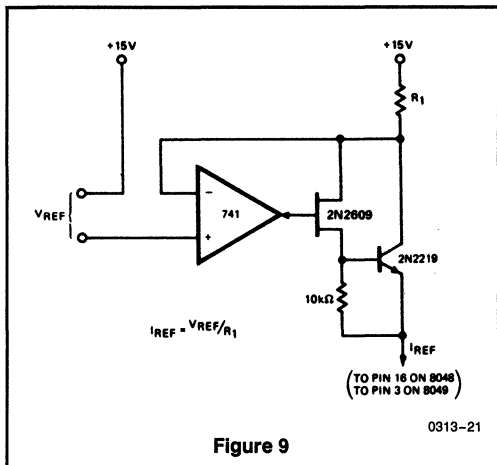 +15V
+15V
R1
VREF
−
741
+
2N2609
2N2219
10kΩ
IREF = VREF/R1
IREF
(TO PIN 16 ON 8048)
(TO PIN 3 ON 8049)
0313–21
Figure 9